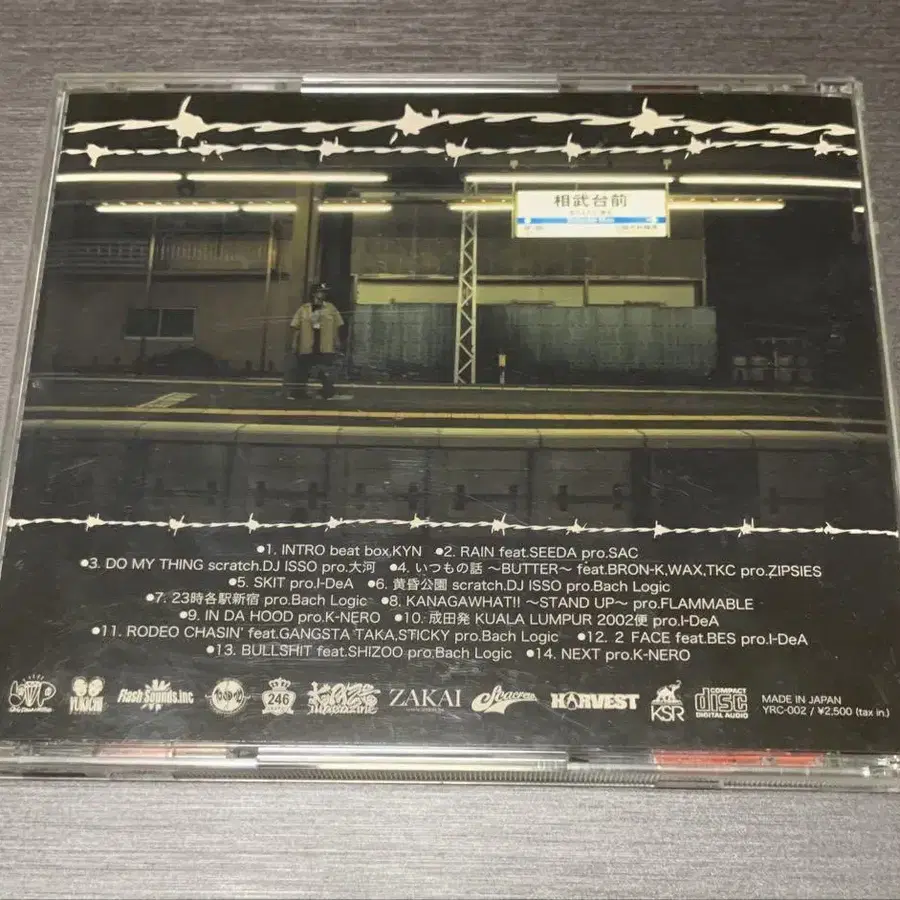 相武台前
●1. INTRO beat box.KYN ●2. RAIN feat.SEEDA pro.SAC
●3. DO MY THING scratch.DJ ISSO pro.大河 ●4. いつもの話 〜BUTTER〜 feat.BRON-K,WAX,TKC pro.ZIPSIES
●5. SKIT pro.I-DeA ●6. 黄昏公園 scratch.DJ ISSO pro.Bach Logic
●7. 23時各駅新宿 pro.Bach Logic ●8. KANAGAWHAT!! 〜STAND UP〜 pro.FLAMMABLE
●9. IN DA HOOD pro.K-NERO ●10. 成田発 KUALA LUMPUR 2002便 pro.I-DeA
●11. RODEO CHASIN' feat.GANGSTA TAKA,STICKY pro.Bach Logic ●12. 2 FACE feat.BES pro.I-DeA
●13. BULLSHIT feat.SHIZOO pro.Bach Logic ●14. NEXT pro.K-NERO
YUKICHI Flash Sounds.inc 246 magazine ZAKAI HARVEST KSR COMPACT disc DIGITAL AUDIO
MADE IN JAPAN
YRC-002 / ¥2,500 (tax in.)